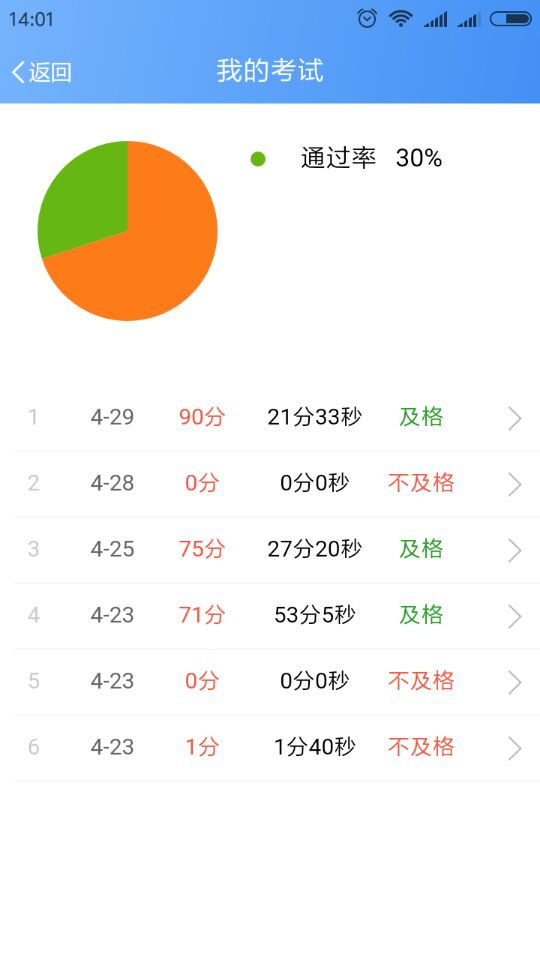 14:01
返回 我的考试
通过率 30%
1 4-29 90分 21分33秒 及格
2 4-28 0分 0分0秒 不及格
3 4-25 75分 27分20秒 及格
4 4-23 71分 53分5秒 及格
5 4-23 0分 0分0秒 不及格
6 4-23 1分 1分40秒 不及格